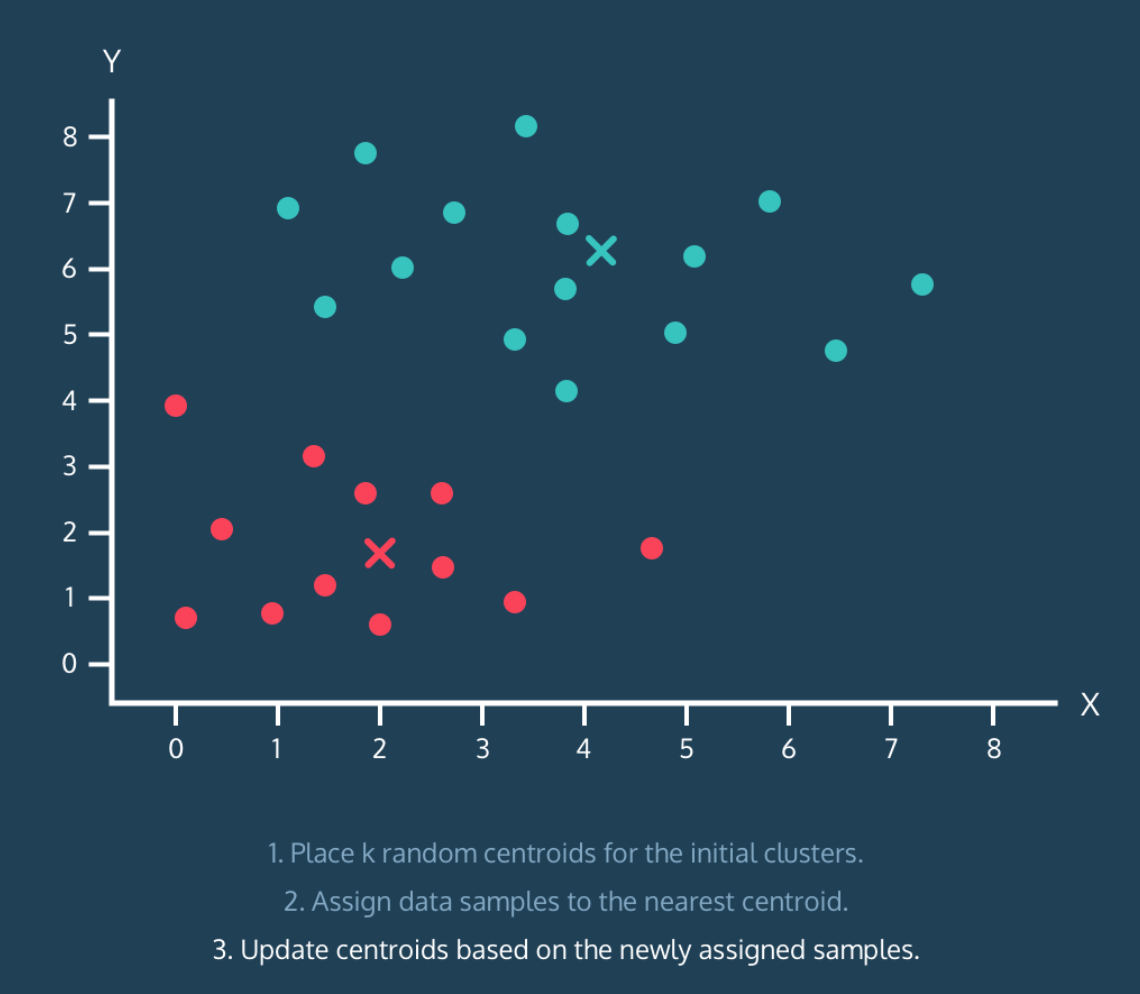 Y
8
7
6
5
4
3
2
1
0
X
0 1 2 3 4 5 6 7 8
1. Place k random centroids for the initial clusters.
2. Assign data samples to the nearest centroid.
3. Update centroids based on the newly assigned samples.